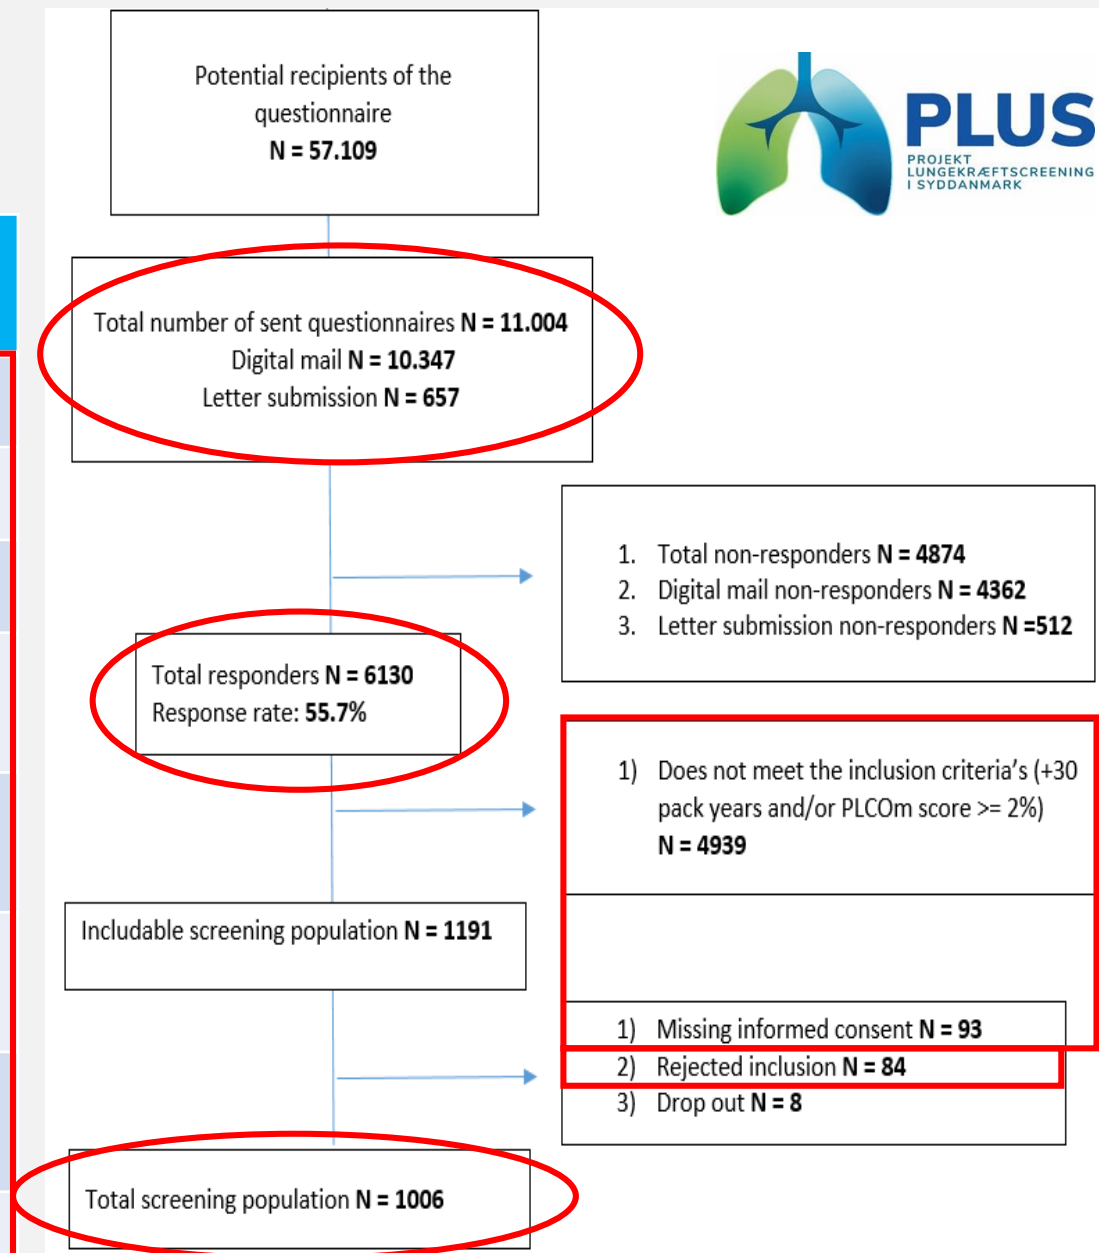 Potential recipients of the
questionnaire
N = 57.109
PLUS
PROJEKT
LUNGEKRÆFTSCREENING
I SYDDANMARK
Total number of sent questionnaires N = 11.004
Digital mail N = 10.347
Letter submission N = 657
1. Total non-responders N = 4874
2. Digital mail non-responders N = 4362
3. Letter submission non-responders N =512
Total responders N = 6130
Response rate: 55.7%
1) Does not meet the inclusion criteria's (+30
pack years and/or PLCOm score >= 2%)
N = 4939
Includable screening population N = 1191
1) Missing informed consent N = 93
2) Rejected inclusion N = 84
3) Drop out N = 8
Total screening population N = 1006